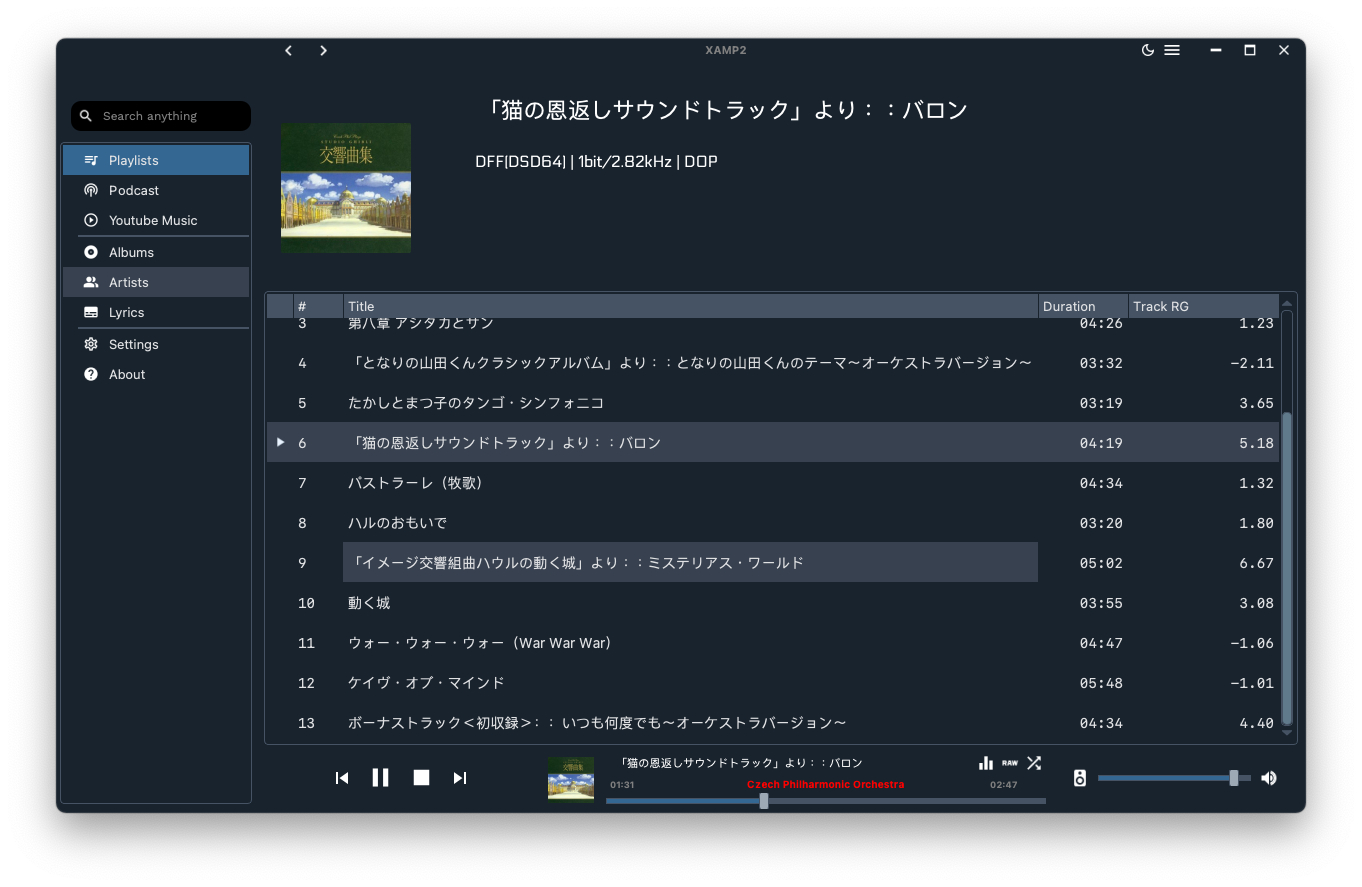 XAMP2
Search anything
Playlists
Podcast
Youtube Music
Albums
Artists
Lyrics
Settings
About
「猫の恩返しサウンドトラック」より：：バロン
DFF(DSD64) | 1bit/2.82kHz | DOP
STUDIO GHIBLI
交響曲集
# Title Duration Track RG
3 第八章 アシタカとサン 04:26 1.23
4 「となりの山田くんクラシックアルバム」より：：となりの山田くんのテーマ〜オーケストラバージョン〜 03:32 -2.11
5 たかしとまつ子のタンゴ・シンフォニコ 03:19 3.65
6 「猫の恩返しサウンドトラック」より：：バロン 04:19 5.18
7 パストラーレ（牧歌） 04:34 1.32
8 ハルのおもいで 03:20 1.80
9 「イメージ交響組曲ハウルの動く城」より：：ミステリアス・ワールド 05:02 6.67
10 動く城 03:55 3.08
11 ウォー・ウォー・ウォー（War War War） 04:47 -1.06
12 ケイヴ・オブ・マインド 05:48 -1.01
13 ボーナストラック＜初収録＞：： いつも何度でも〜オーケストラバージョン〜 04:34 4.40
交響曲集
「猫の恩返しサウンドトラック」より：：バロン
RAW
01:31 Czech Philharmonic Orchestra 02:47